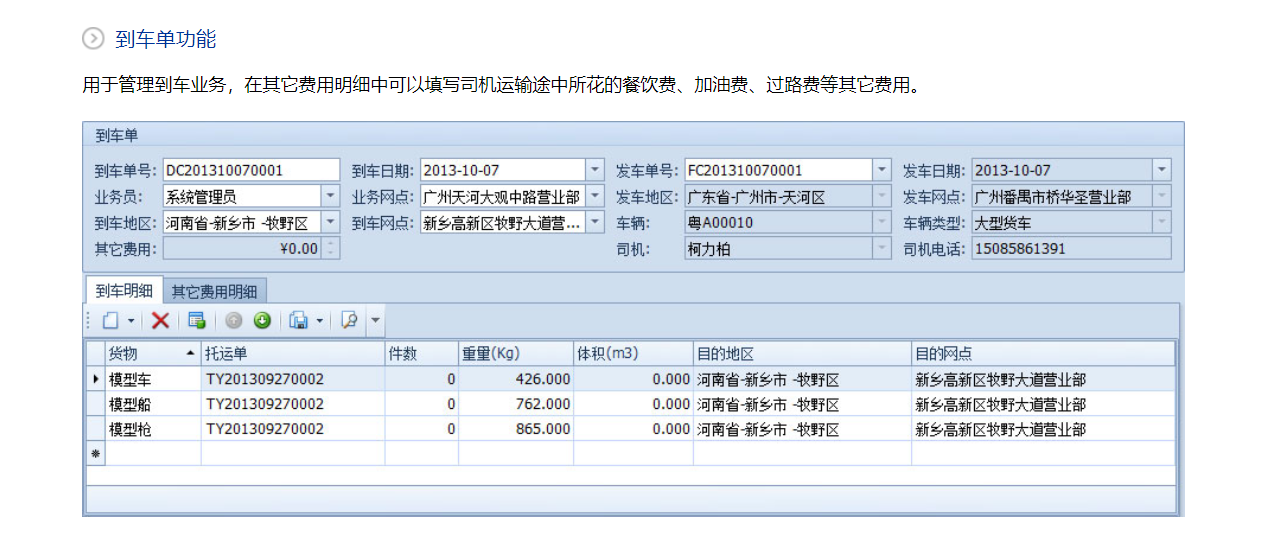 到车单功能
用于管理到车业务，在其它费用明细中可以填写司机运输途中所花的餐饮费、加油费、过路费等其它费用。
到车单
到车单号: DC201310070001 到车日期: 2013-10-07 发车单号: FC201310070001 发车日期: 2013-10-07
业务员: 系统管理员 业务网点: 广州天河大观中路营业部 发车地区: 广东省-广州市-天河区 发车网点: 广州番禺市桥华圣营业部
到车地区: 河南省-新乡市 -牧野区 到车网点: 新乡高新区牧野大道营... 车辆: 粤A00010 车辆类型: 大型货车
其它费用: ¥0.00 司机: 柯力柏 司机电话: 15085861391
到车明细 其它费用明细
货物 托运单 件数 重量(Kg) 体积(m3) 目的地区 目的网点
模型车 TY201309270002 0 426.000 0.000 河南省-新乡市 -牧野区 新乡高新区牧野大道营业部
模型船 TY201309270002 0 762.000 0.000 河南省-新乡市 -牧野区 新乡高新区牧野大道营业部
模型枪 TY201309270002 0 865.000 0.000 河南省-新乡市 -牧野区 新乡高新区牧野大道营业部